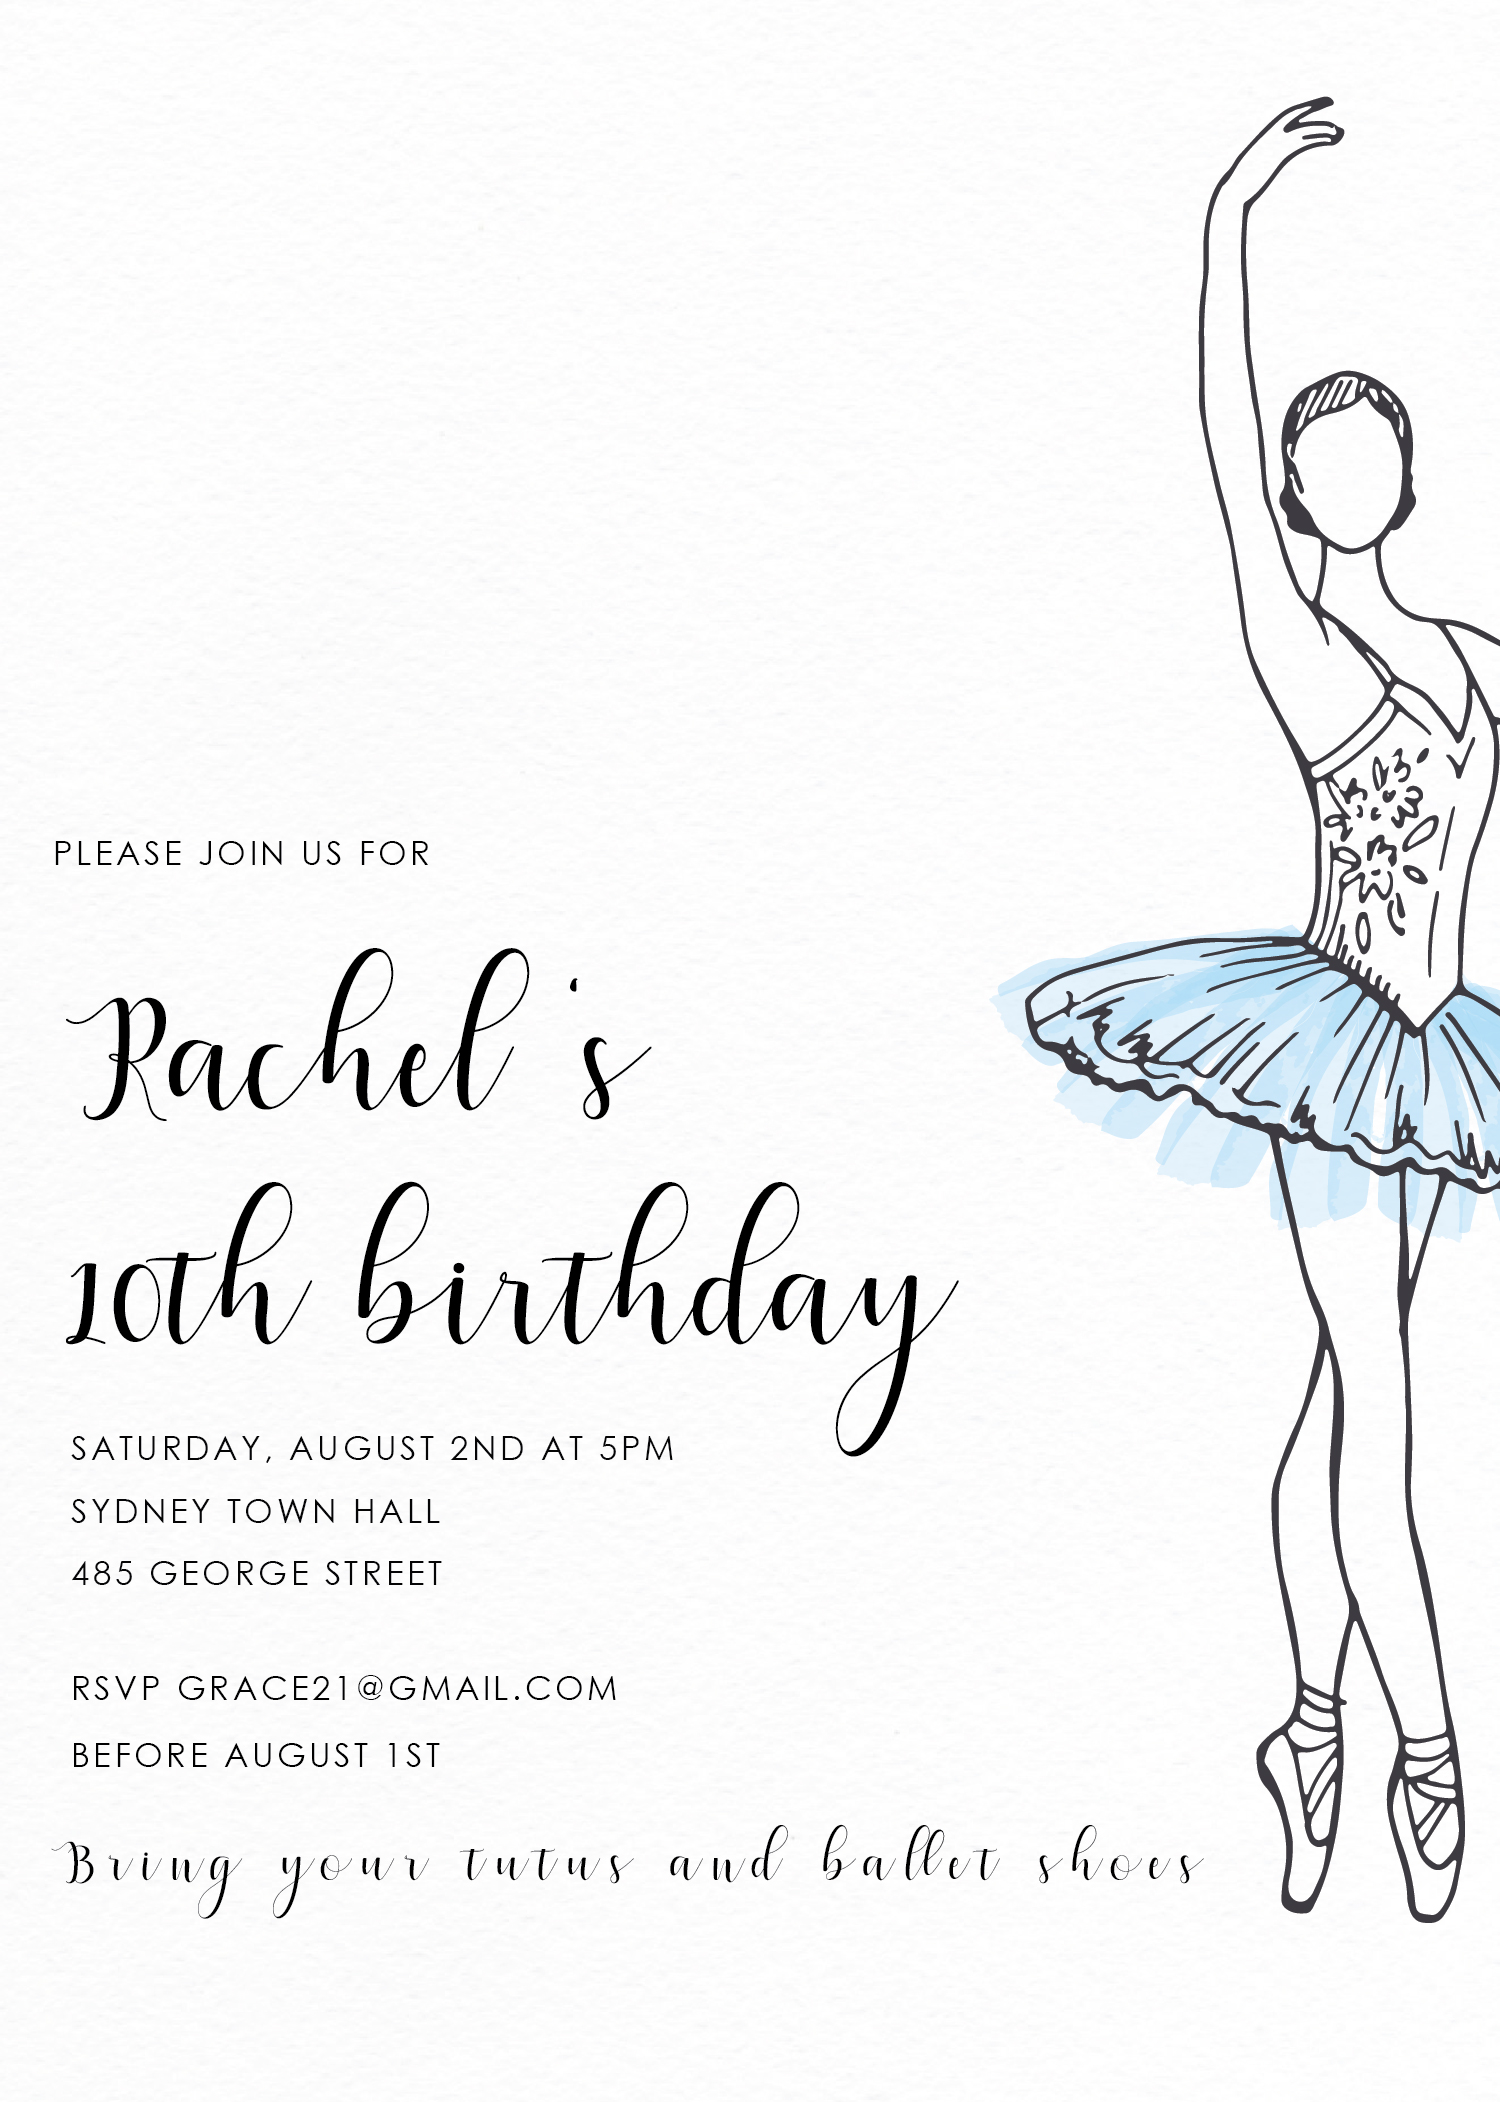 PLEASE JOIN US FOR
Rachel's
10th birthday
SATURDAY, AUGUST 2ND AT 5PM
SYDNEY TOWN HALL
485 GEORGE STREET
RSVP GRACE21@GMAIL.COM
BEFORE AUGUST 1ST
Bring your tutus and ballet shoes